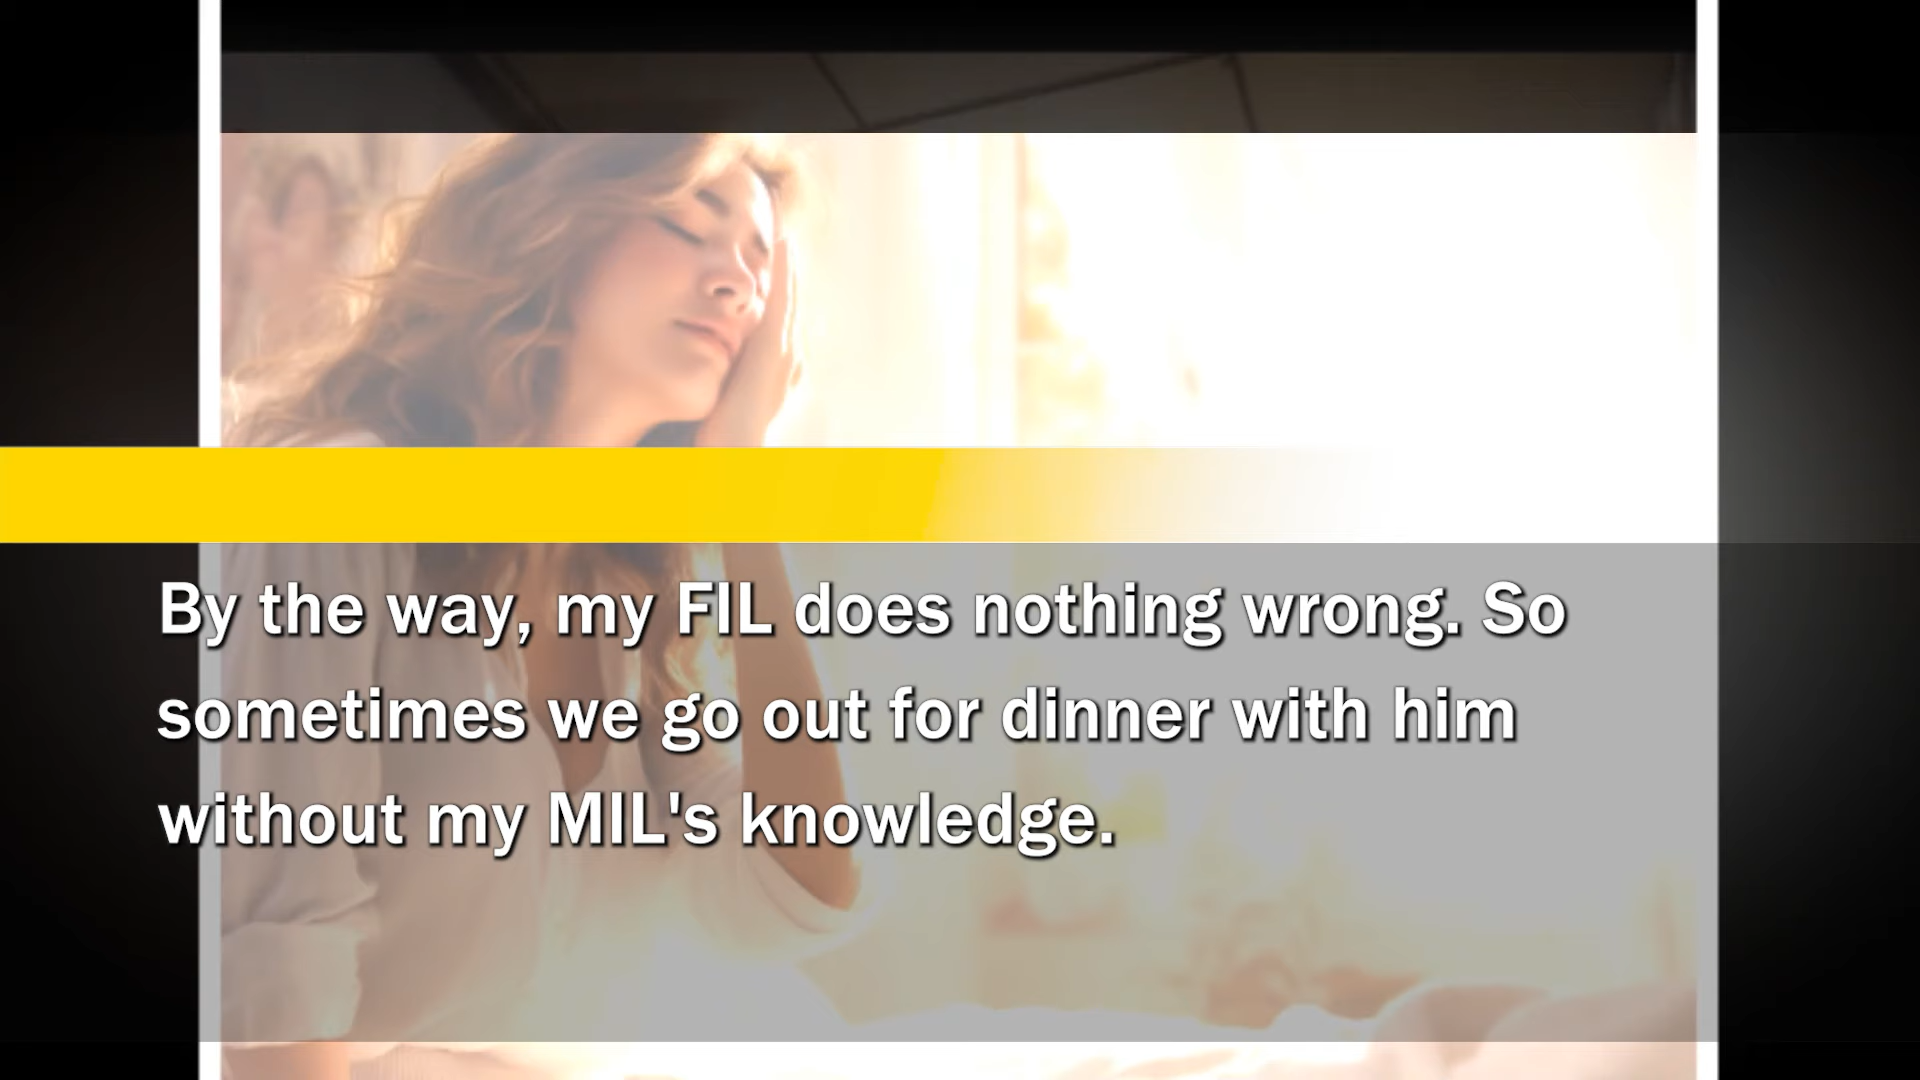 By the way, my FIL does nothing wrong. So
sometimes we go out for dinner with him
without my MIL's knowledge.